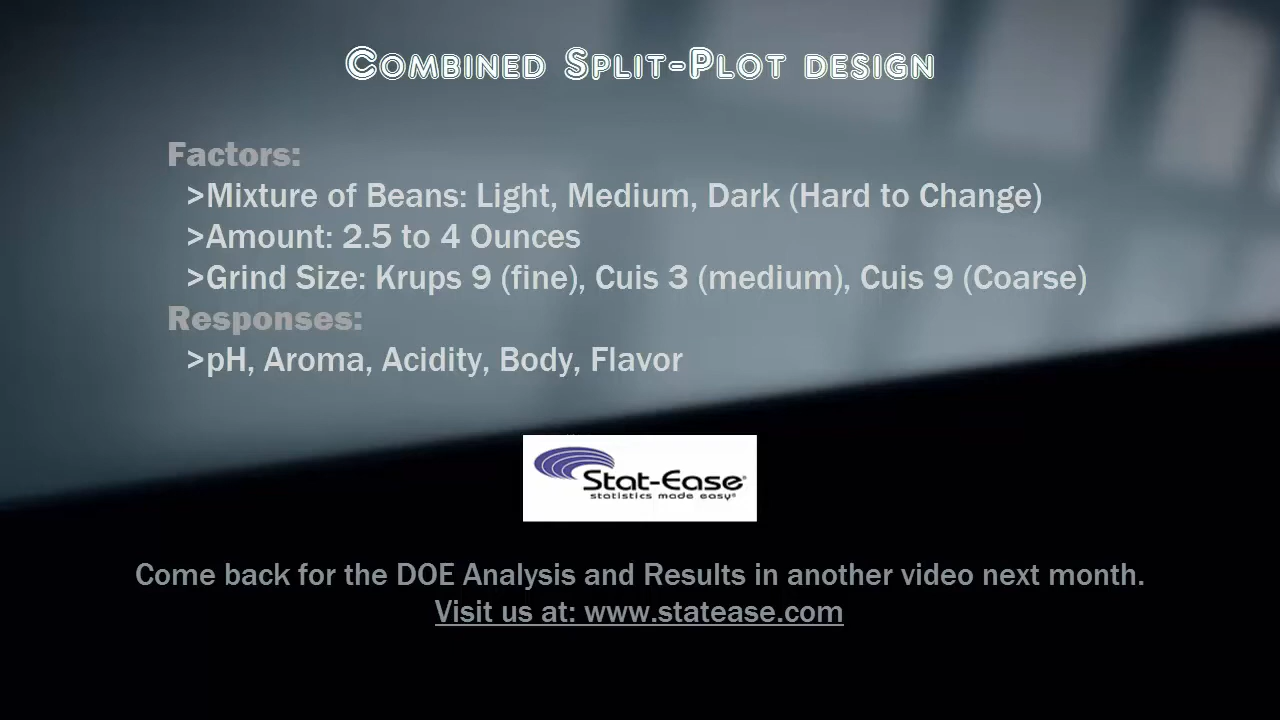 Combined Split-Plot design
Factors:
>Mixture of Beans: Light, Medium, Dark (Hard to Change)
>Amount: 2.5 to 4 Ounces
>Grind Size: Krups 9 (fine), Cuis 3 (medium), Cuis 9 (Coarse)
Responses:
>pH, Aroma, Acidity, Body, Flavor
Stat-Ease®
statistics made easy®
Come back for the DOE Analysis and Results in another video next month.
Visit us at: www.statease.com